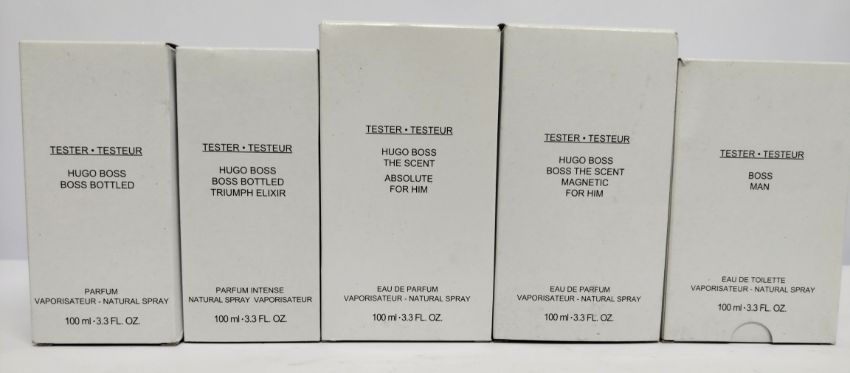 TESTER • TESTEUR
HUGO BOSS
BOSS BOTTLED
PARFUM
VAPORISATEUR - NATURAL SPRAY
100 ml • 3.3 FL. OZ.
TESTER • TESTEUR
HUGO BOSS
BOSS BOTTLED
TRIUMPH ELIXIR
PARFUM INTENSE
NATURAL SPRAY VAPORISATEUR
100 ml • 3.3 FL. OZ.
TESTER • TESTEUR
HUGO BOSS
THE SCENT
ABSOLUTE
FOR HIM
EAU DE PARFUM
VAPORISATEUR - NATURAL SPRAY
100 ml • 3.3 FL. OZ.
TESTER • TESTEUR
HUGO BOSS
BOSS THE SCENT
MAGNETIC
FOR HIM
EAU DE PARFUM
VAPORISATEUR - NATURAL SPRAY
100 ml • 3.3 FL. OZ.
TESTER • TESTEUR
BOSS
MAN
EAU DE TOILETTE
VAPORISATEUR - NATURAL SPRAY
100 ml • 3.3 FL. OZ.